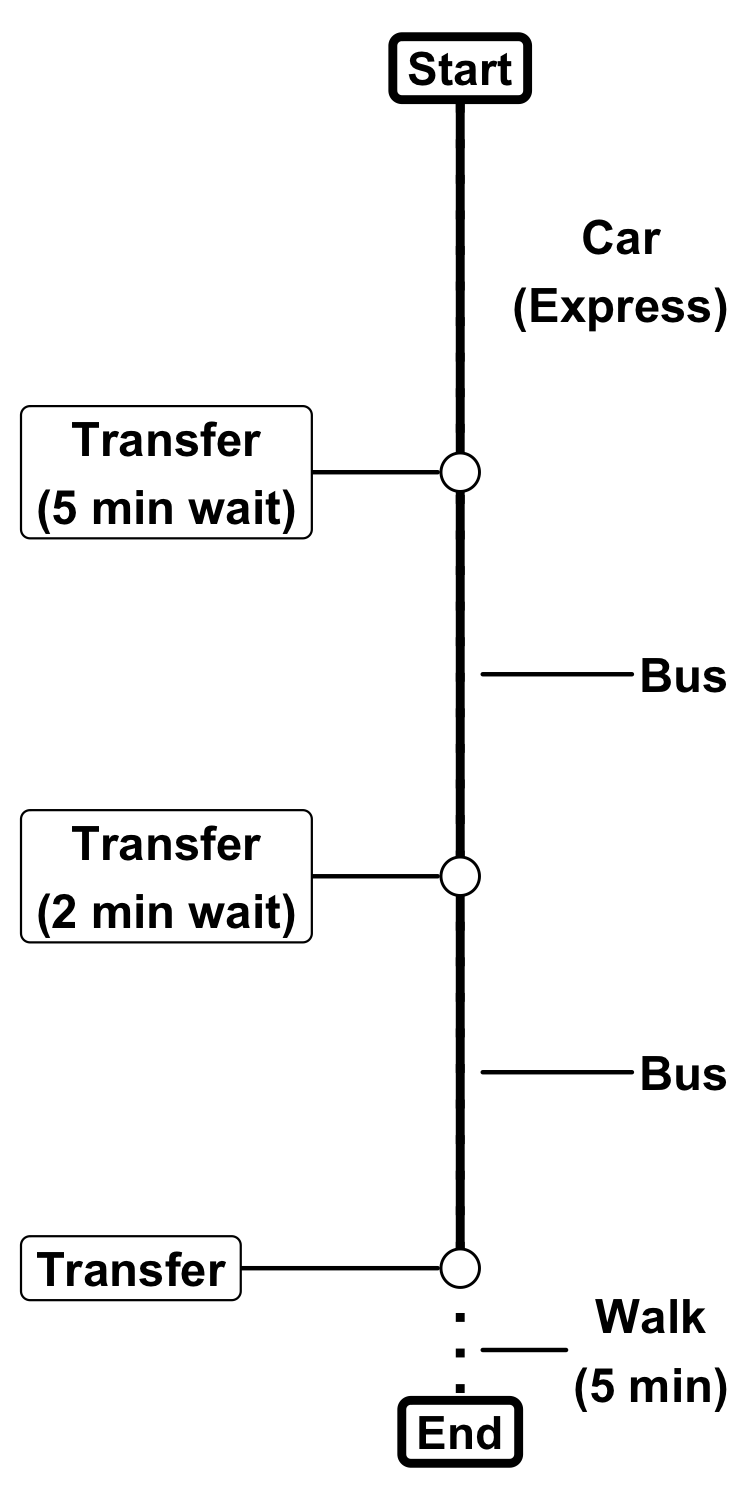 Start
Car
(Express)
Transfer
(5 min wait)
Bus
Transfer
(2 min wait)
Bus
Transfer
Walk
(5 min)
End